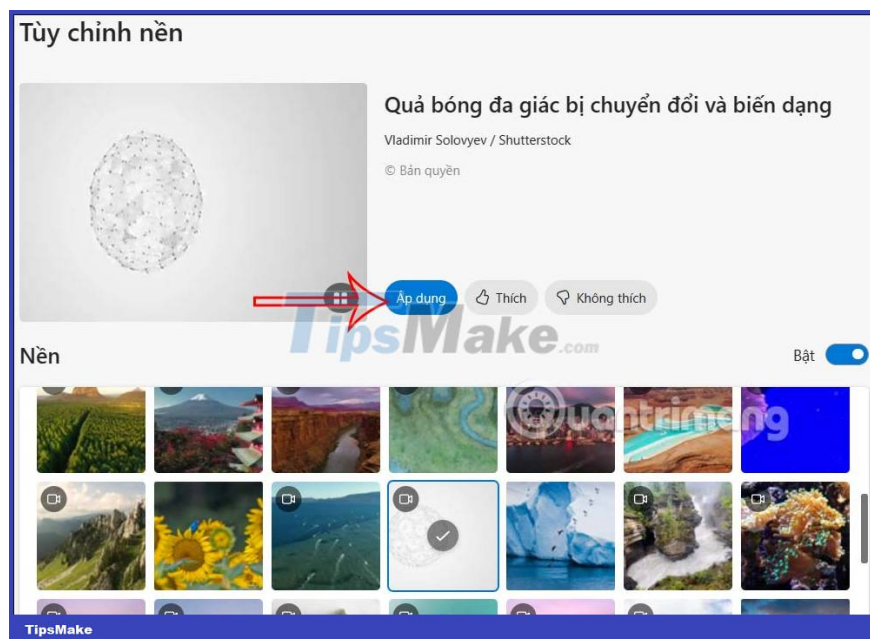 Tùy chỉnh nền
Quả bóng đa giác bị chuyển đổi và biến dạng
Vladimir Solovyev / Shutterstock
© Bản quyền
Áp dụng
Thích
Không thích
TipsMake.com
Nền
Bật
Quantrimang
TipsMake